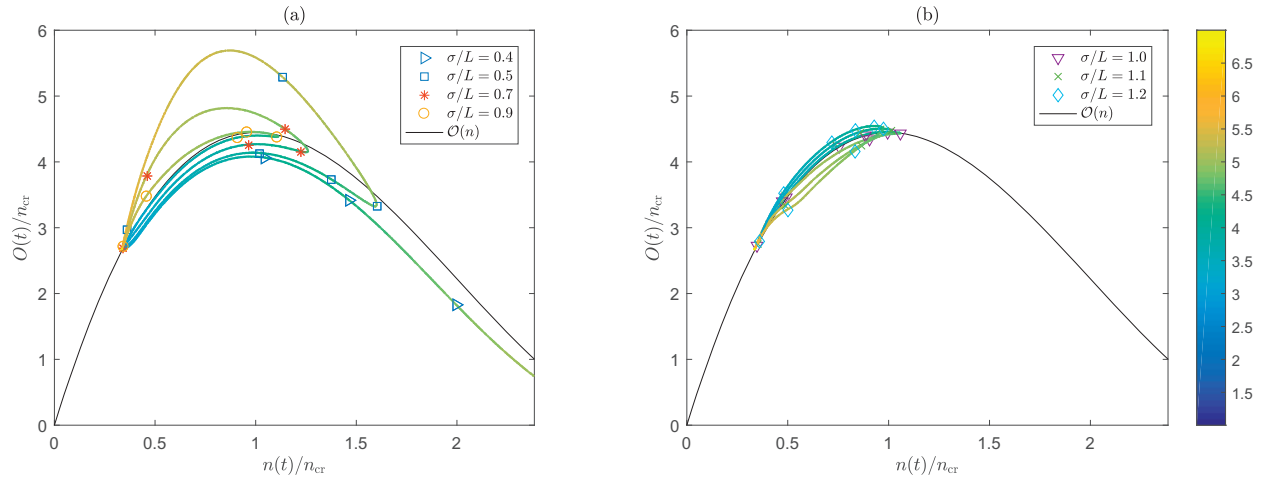 (a)
6
5
4
3
2
1
0
O(t)/n_cr
0 0.5 1 1.5 2
n(t)/n_cr
σ/L = 0.4
σ/L = 0.5
σ/L = 0.7
σ/L = 0.9
𝒪(n)
(b)
6
5
4
3
2
1
0
O(t)/n_cr
0 0.5 1 1.5 2
n(t)/n_cr
σ/L = 1.0
σ/L = 1.1
σ/L = 1.2
𝒪(n)
6.5
6
5.5
5
4.5
4
3.5
3
2.5
2
1.5